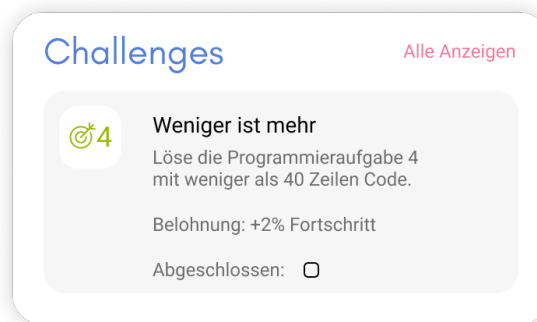 Challenges
Alle Anzeigen
4
Weniger ist mehr
Löse die Programmieraufgabe 4
mit weniger als 40 Zeilen Code.
Belohnung: +2% Fortschritt
Abgeschlossen: